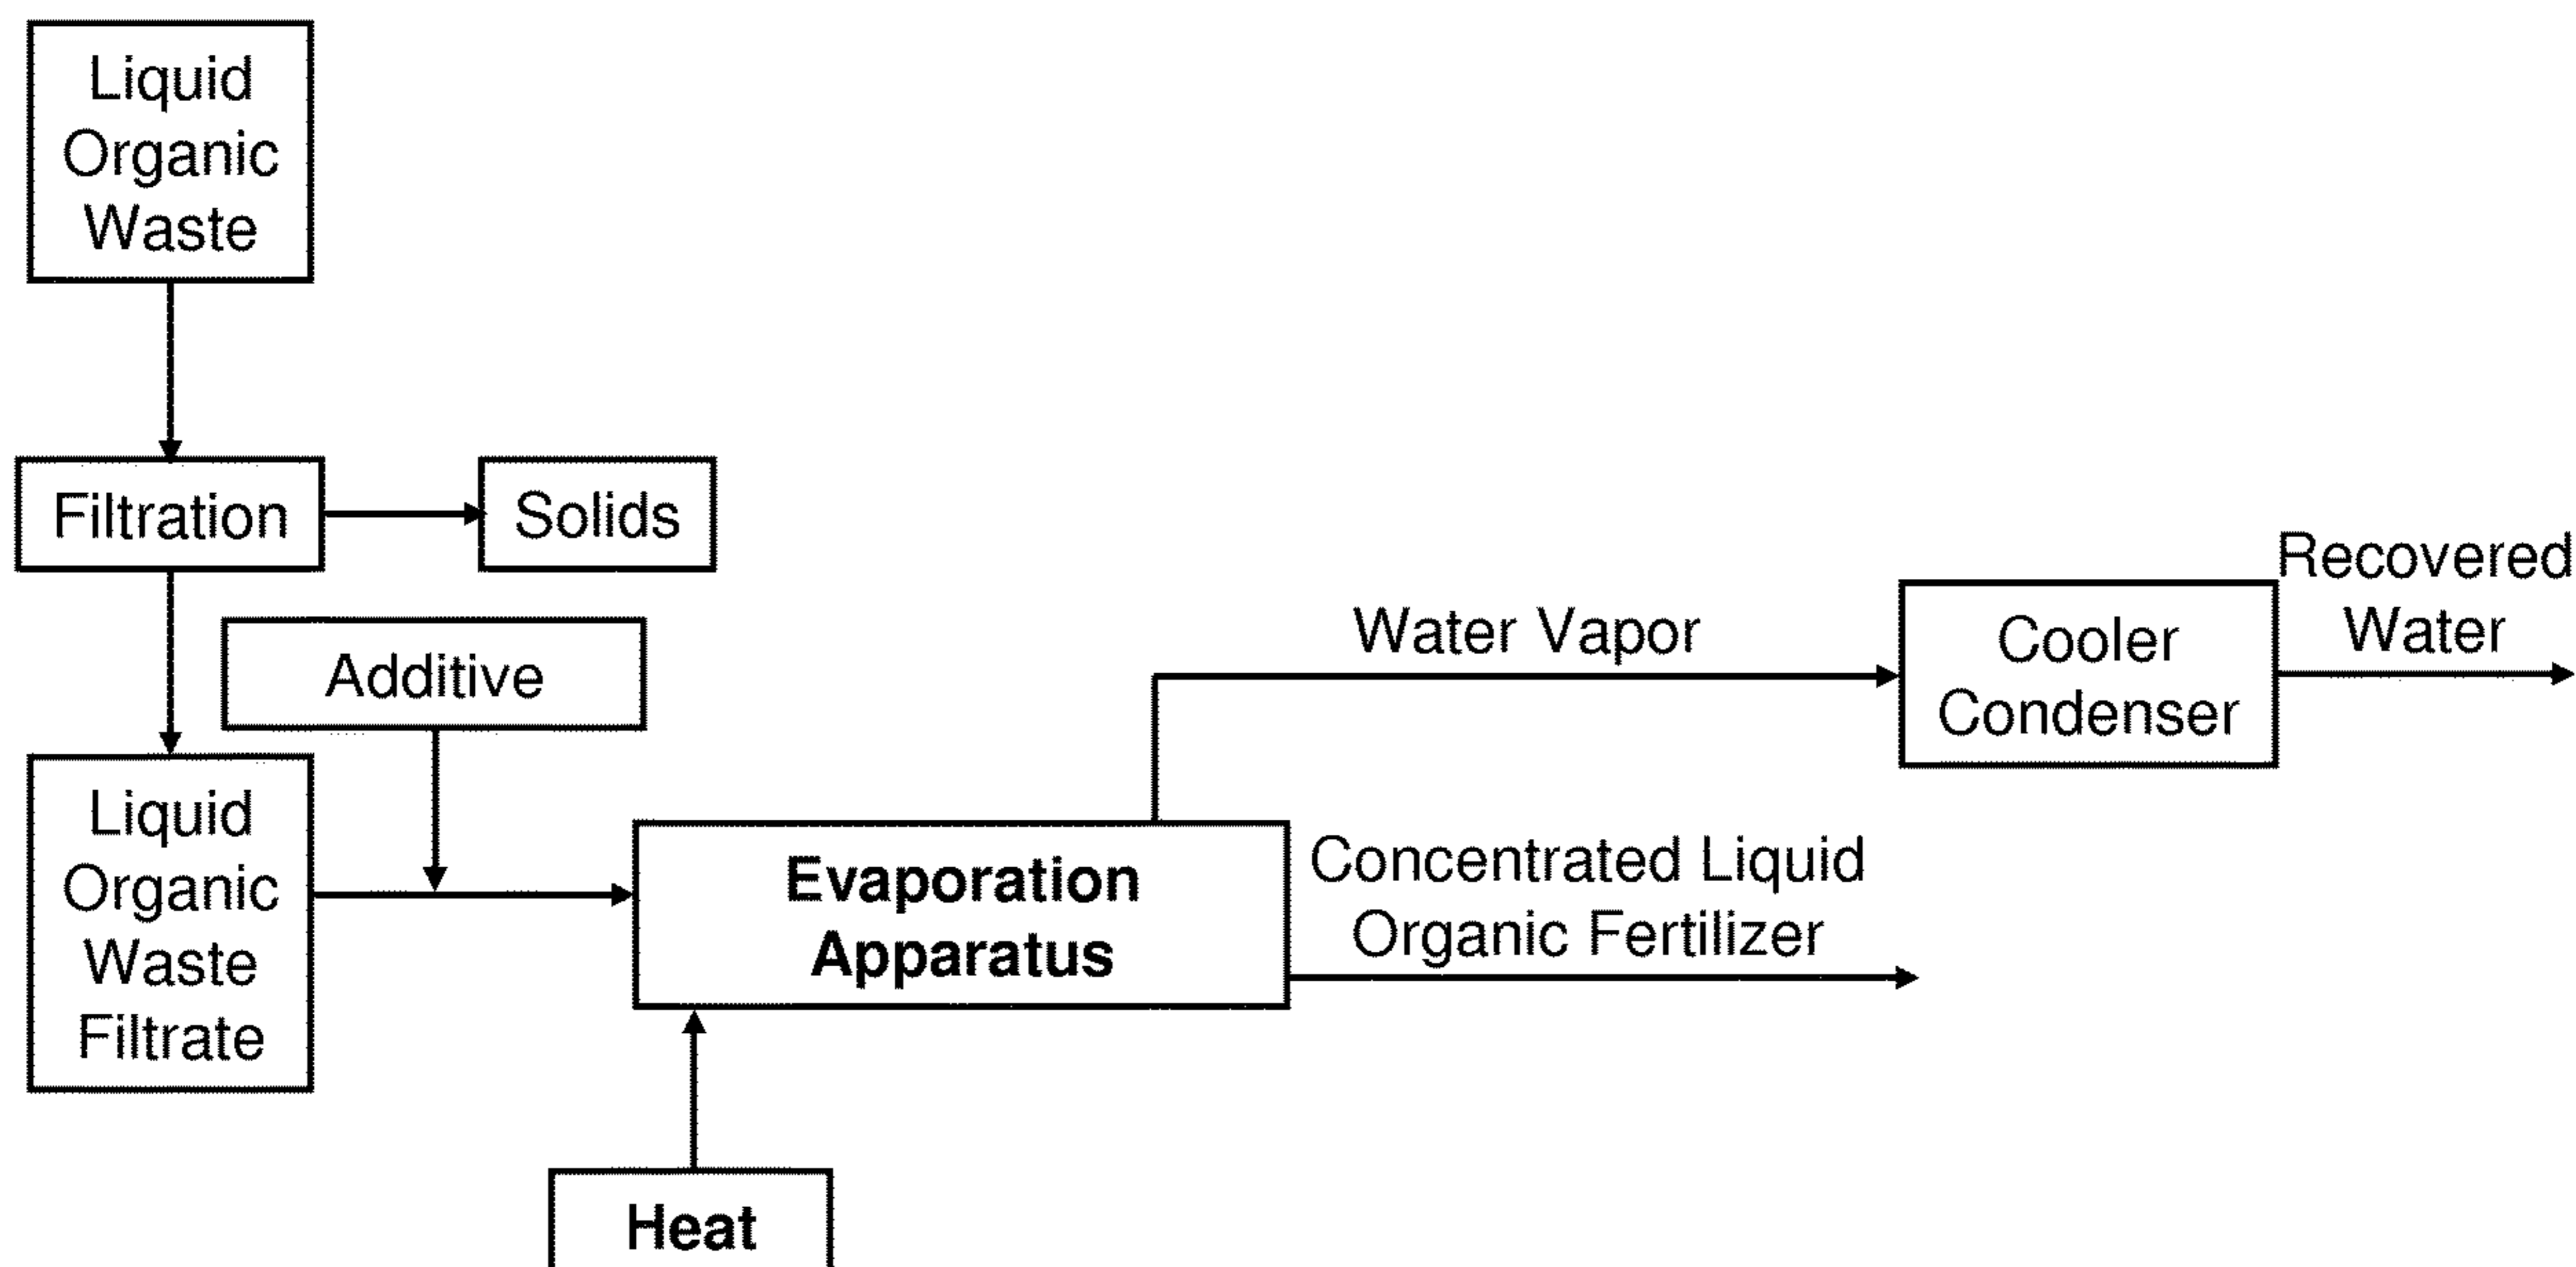 Liquid
Organic
Waste
Filtration
Solids
Additive
Liquid
Organic
Waste
Filtrate
Evaporation
Apparatus
Heat
Water Vapor
Cooler
Condenser
Recovered
Water
Concentrated Liquid
Organic Fertilizer